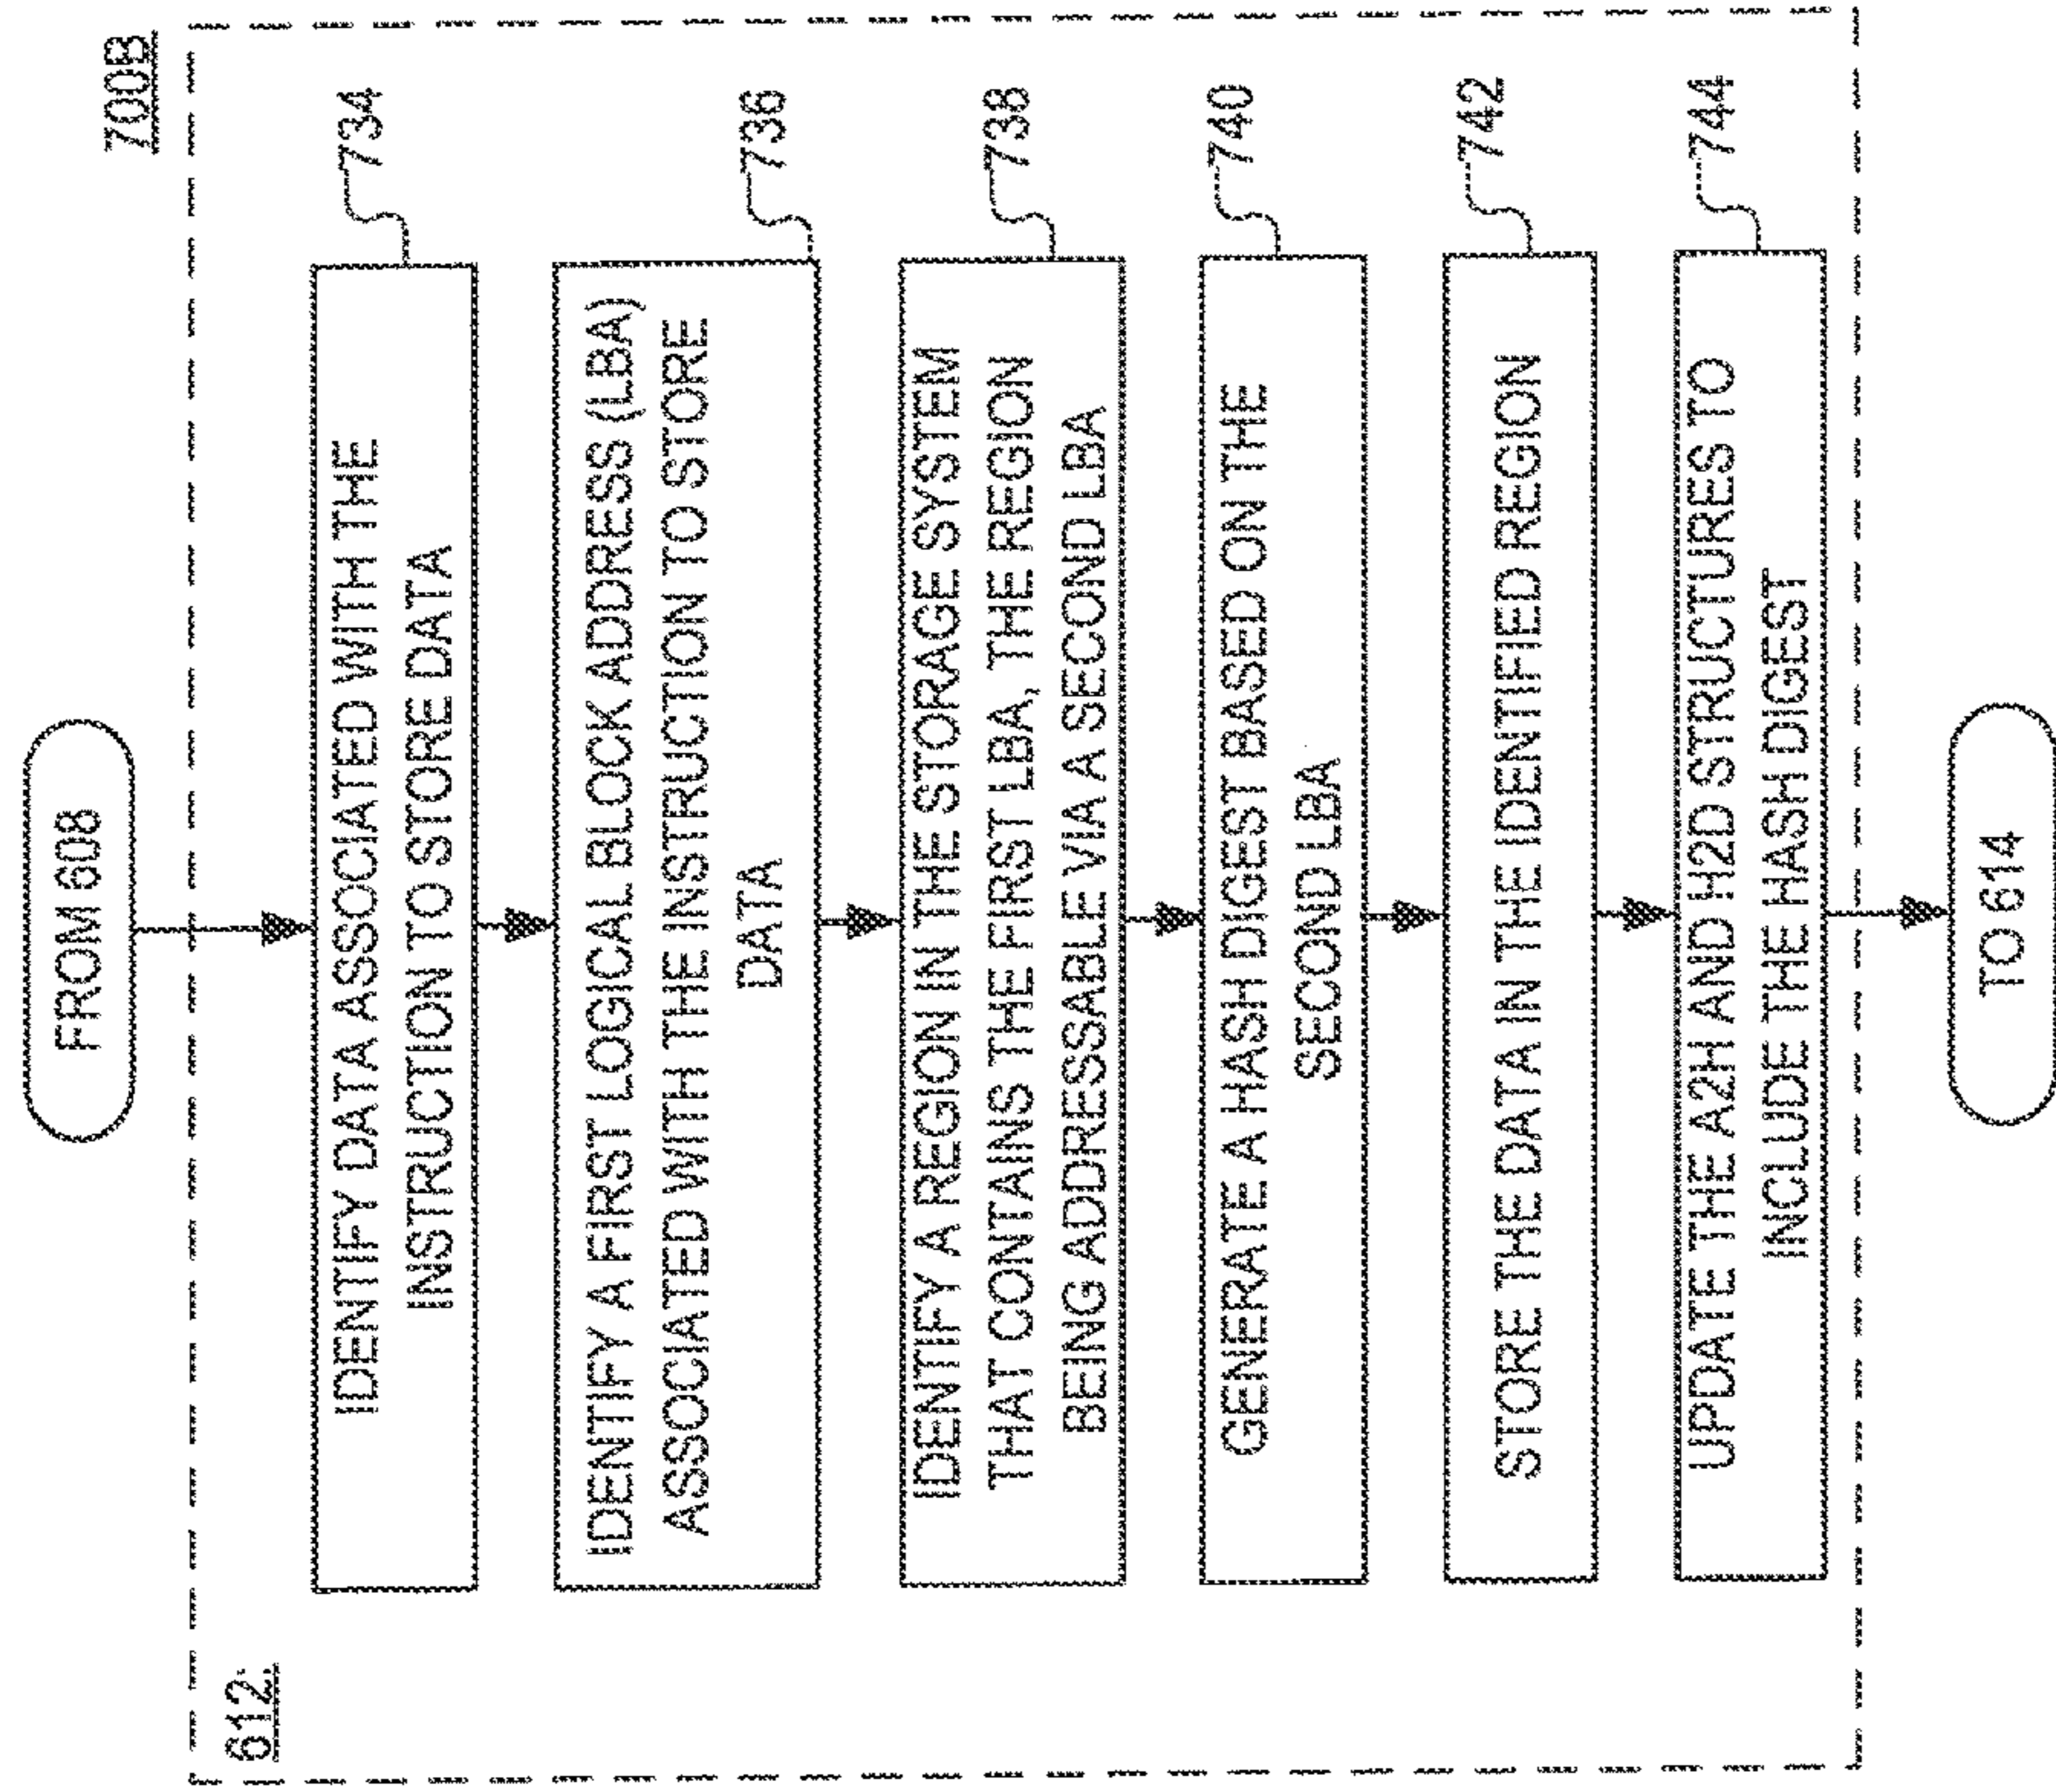 700B
FROM 608
612
IDENTIFY DATA ASSOCIATED WITH THE
INSTRUCTION TO STORE DATA
734
IDENTIFY A FIRST LOGICAL BLOCK ADDRESS (LBA)
ASSOCIATED WITH THE INSTRUCTION TO STORE
DATA
736
IDENTIFY A REGION IN THE STORAGE SYSTEM
THAT CONTAINS THE FIRST LBA, THE REGION
BEING ADDRESSABLE VIA A SECOND LBA
738
GENERATE A HASH DIGEST BASED ON THE
SECOND LBA
740
STORE THE DATA IN THE IDENTIFIED REGION
742
UPDATE THE A2H AND H2D STRUCTURES TO
INCLUDE THE HASH DIGEST
744
TO 614